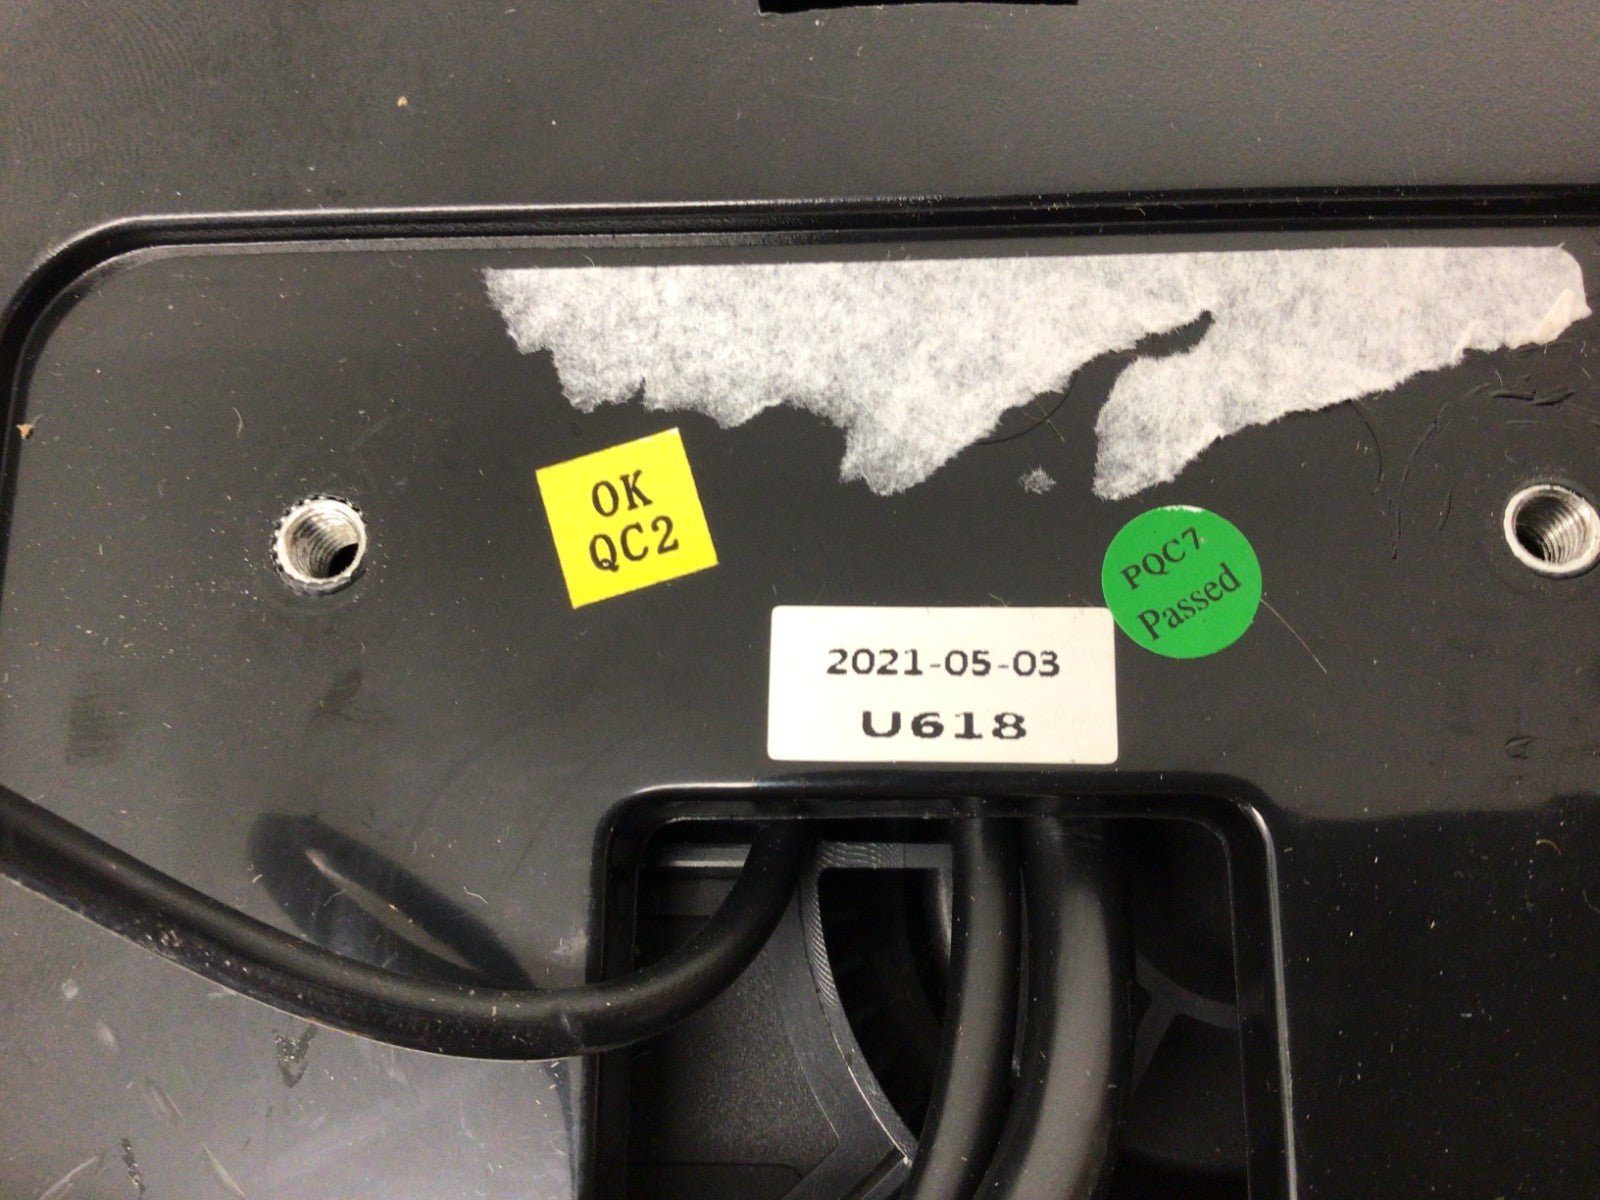 OK
QC2
PQC7
Passed
2021-05-03
U618